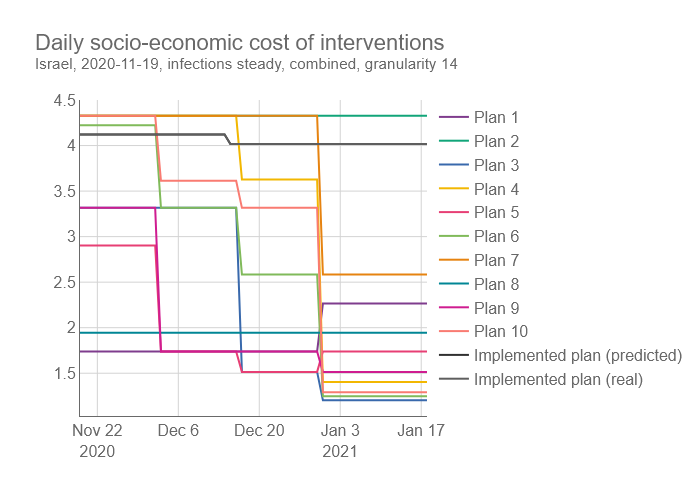 Daily socio-economic cost of interventions
Israel, 2020-11-19, infections steady, combined, granularity 14
4.5
4
3.5
3
2.5
2
1.5
Nov 22
2020
Dec 6
Dec 20
Jan 3
2021
Jan 17
Plan 1
Plan 2
Plan 3
Plan 4
Plan 5
Plan 6
Plan 7
Plan 8
Plan 9
Plan 10
Implemented plan (predicted)
Implemented plan (real)